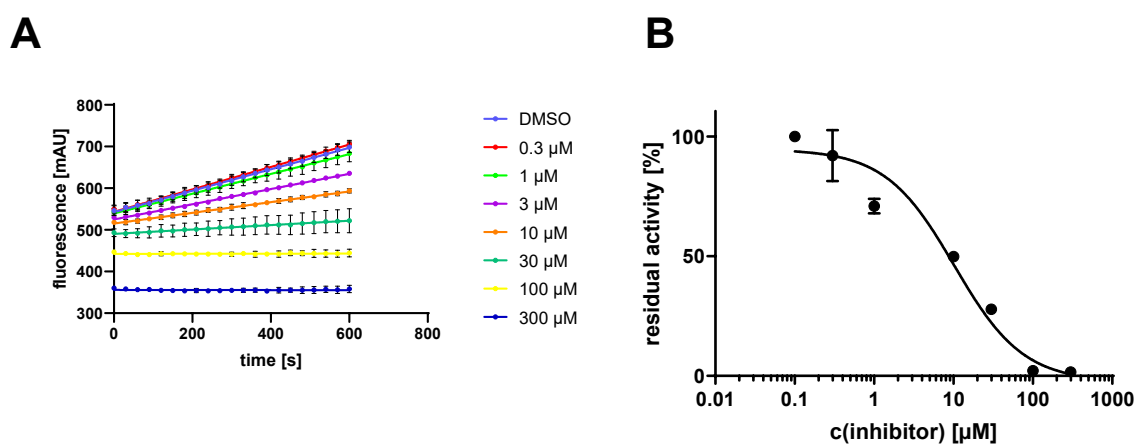 A
fluorescence [mAU]
800
700
600
500
400
300
0
200
400
600
800
time [s]
DMSO
0.3 µM
1 µM
3 µM
10 µM
30 µM
100 µM
300 µM
B
residual activity [%]
100
50
0
0.01
0.1
1
10
100
1000
c(inhibitor) [µM]